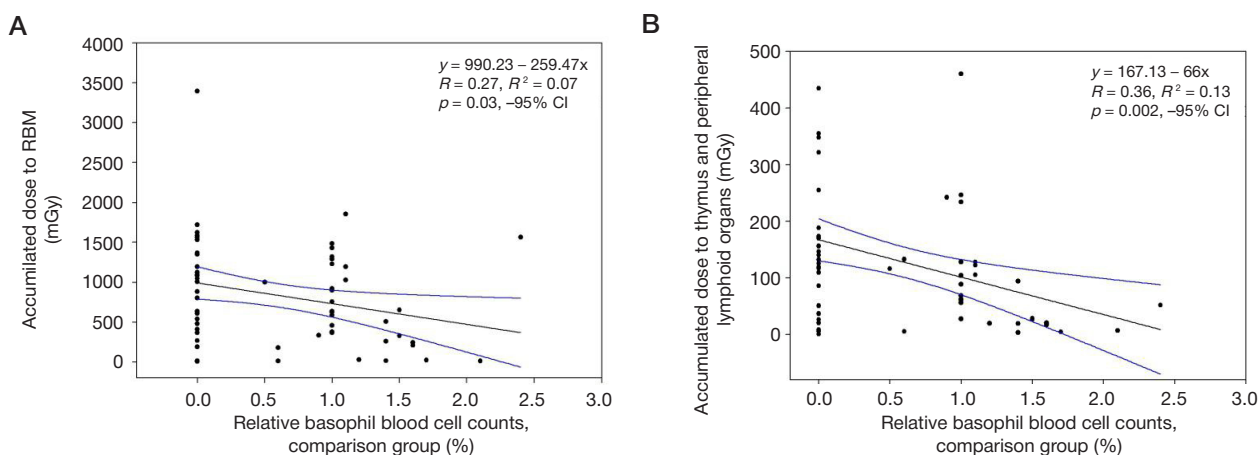 A
Accumilated dose to RBM
(mGy)
4000
3500
3000
2500
2000
1500
1000
500
0
y = 990.23 – 259.47x
R = 0.27, R² = 0.07
p = 0.03, –95% CI
0.0 0.5 1.0 1.5 2.0 2.5 3.0
Relative basophil blood cell counts,
comparison group (%)
B
Accumulated dose to thymus and peripheral
lymphoid organs (mGy)
500
400
300
200
100
0
y = 167.13 – 66x
R = 0.36, R² = 0.13
p = 0.002, –95% CI
0.0 0.5 1.0 1.5 2.0 2.5 3.0
Relative basophil blood cell counts,
comparison group (%)